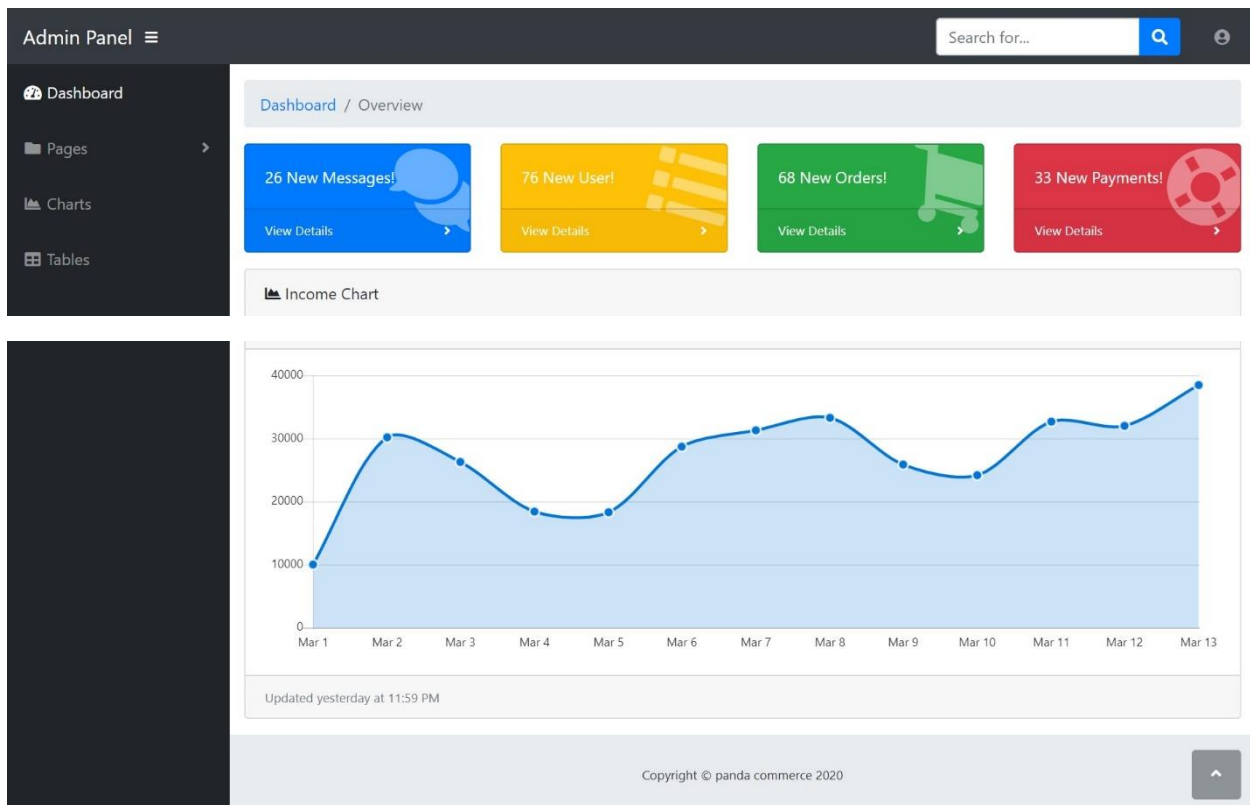 Admin Panel
Search for...
Dashboard
Pages
Charts
Tables
Dashboard / Overview
26 New Messages!
View Details
76 New User!
View Details
68 New Orders!
View Details
33 New Payments!
View Details
Income Chart
40000
30000
20000
10000
0
Mar 1 Mar 2 Mar 3 Mar 4 Mar 5 Mar 6 Mar 7 Mar 8 Mar 9 Mar 10 Mar 11 Mar 12 Mar 13
Updated yesterday at 11:59 PM
Copyright © panda commerce 2020